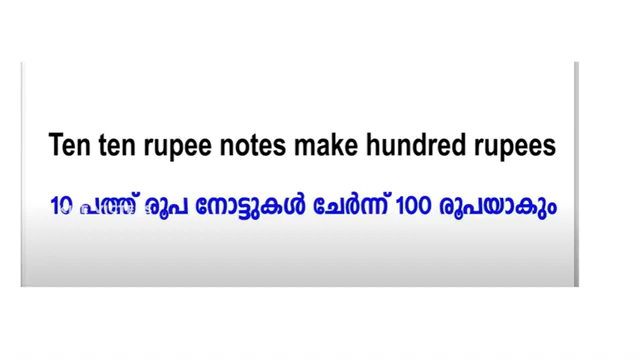 Ten ten rupee notes make hundred rupees
10 പത്ത് രൂപ നോട്ടുകൾ ചേർന്ന് 100 രൂപയാകും